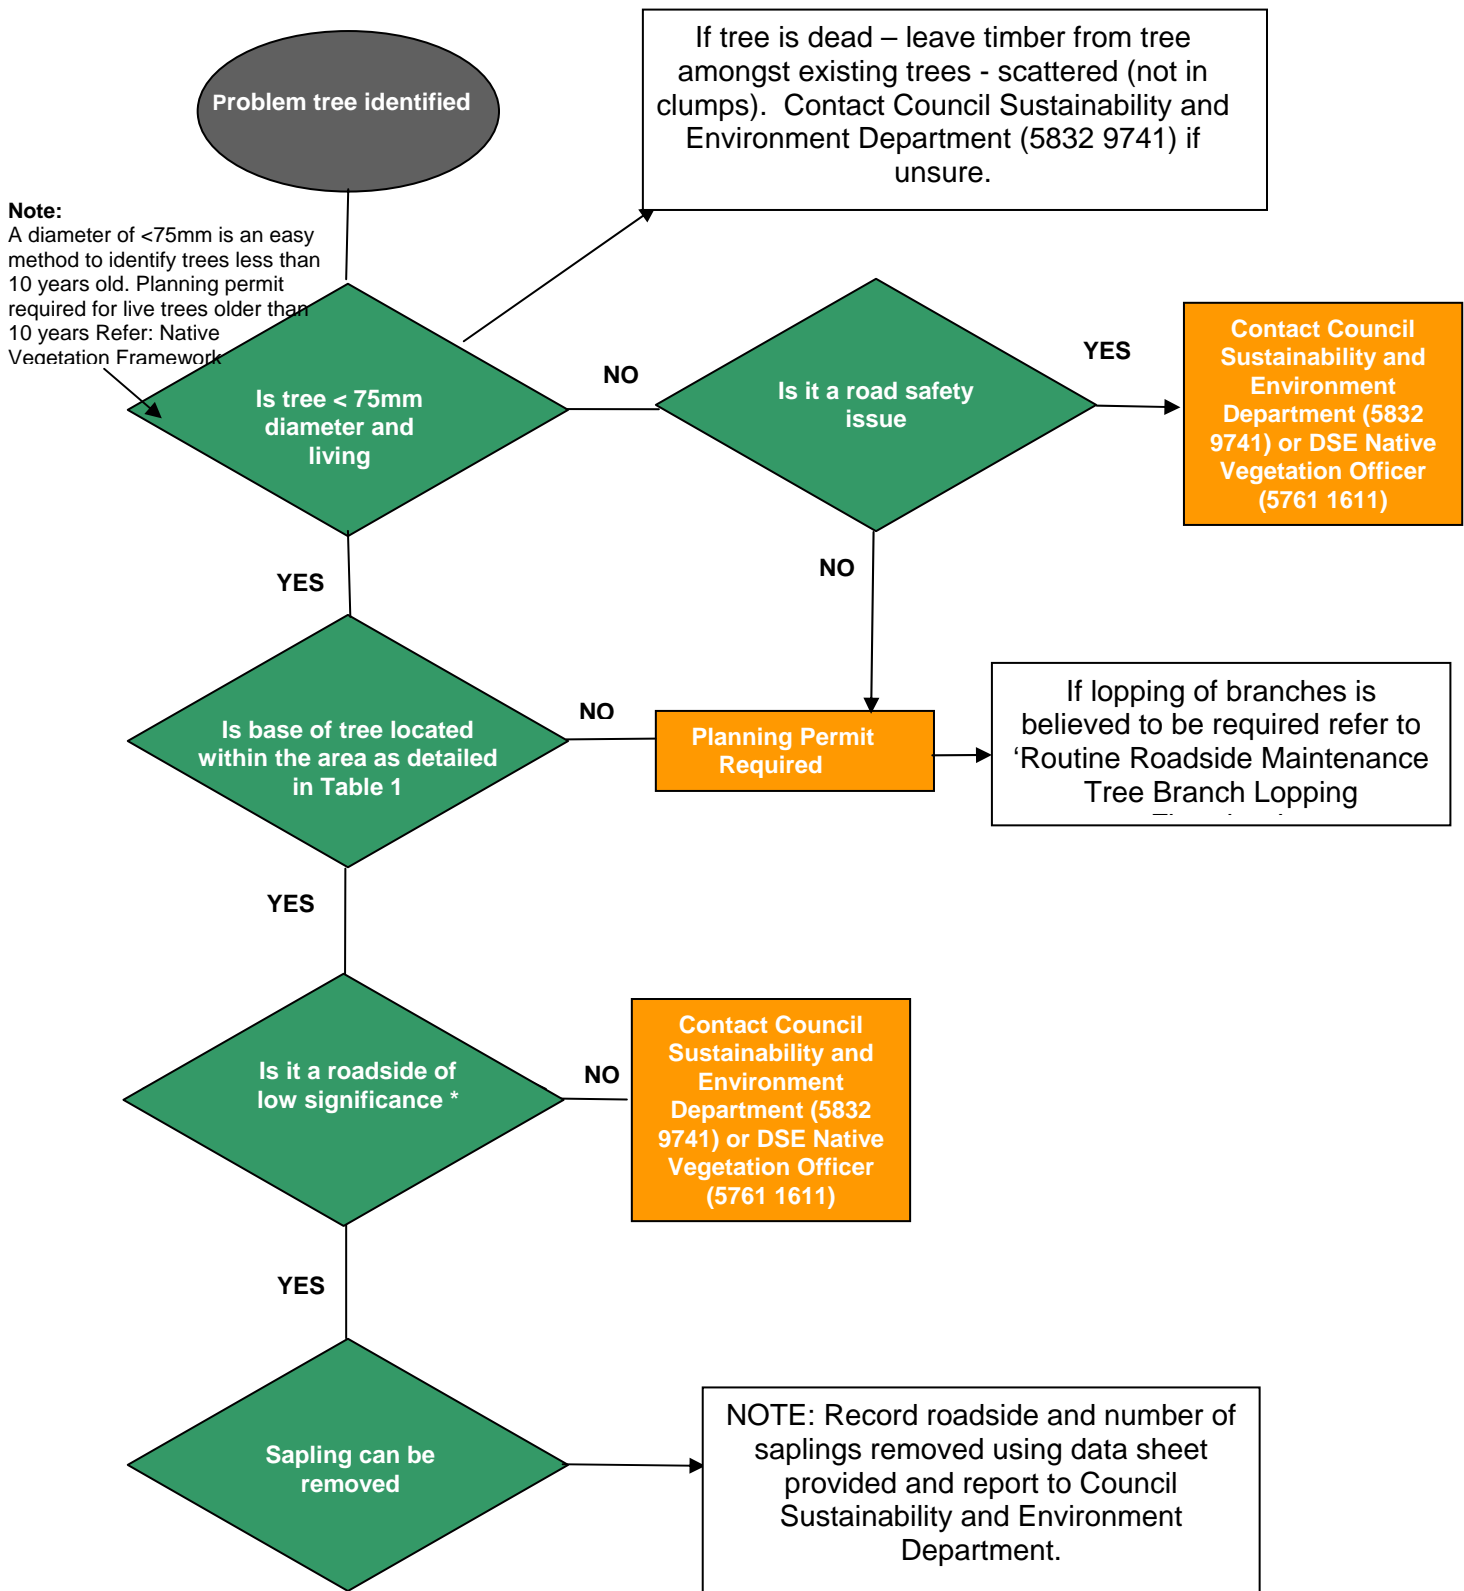 Problem tree identified
If tree is dead – leave timber from tree
amongst existing trees - scattered (not in
clumps).  Contact Council Sustainability and
Environment Department (5832 9741) if
unsure.
Note:
A diameter of <75mm is an easy
method to identify trees less than
10 years old. Planning permit
required for live trees older than
10 years Refer: Native
Vegetation Framework
Is tree < 75mm
diameter and
living
NO
Is it a road safety
issue
YES
Contact Council
Sustainability and
Environment
Department (5832
9741) or DSE Native
Vegetation Officer
(5761 1611)
YES
NO
Is base of tree located
within the area as detailed
in Table 1
NO
Planning Permit
Required
If lopping of branches is
believed to be required refer to
‘Routine Roadside Maintenance
Tree Branch Lopping
YES
Is it a roadside of
low significance *
NO
Contact Council
Sustainability and
Environment
Department (5832
9741) or DSE Native
Vegetation Officer
(5761 1611)
YES
Sapling can be
removed
NOTE: Record roadside and number of
saplings removed using data sheet
provided and report to Council
Sustainability and Environment
Department.